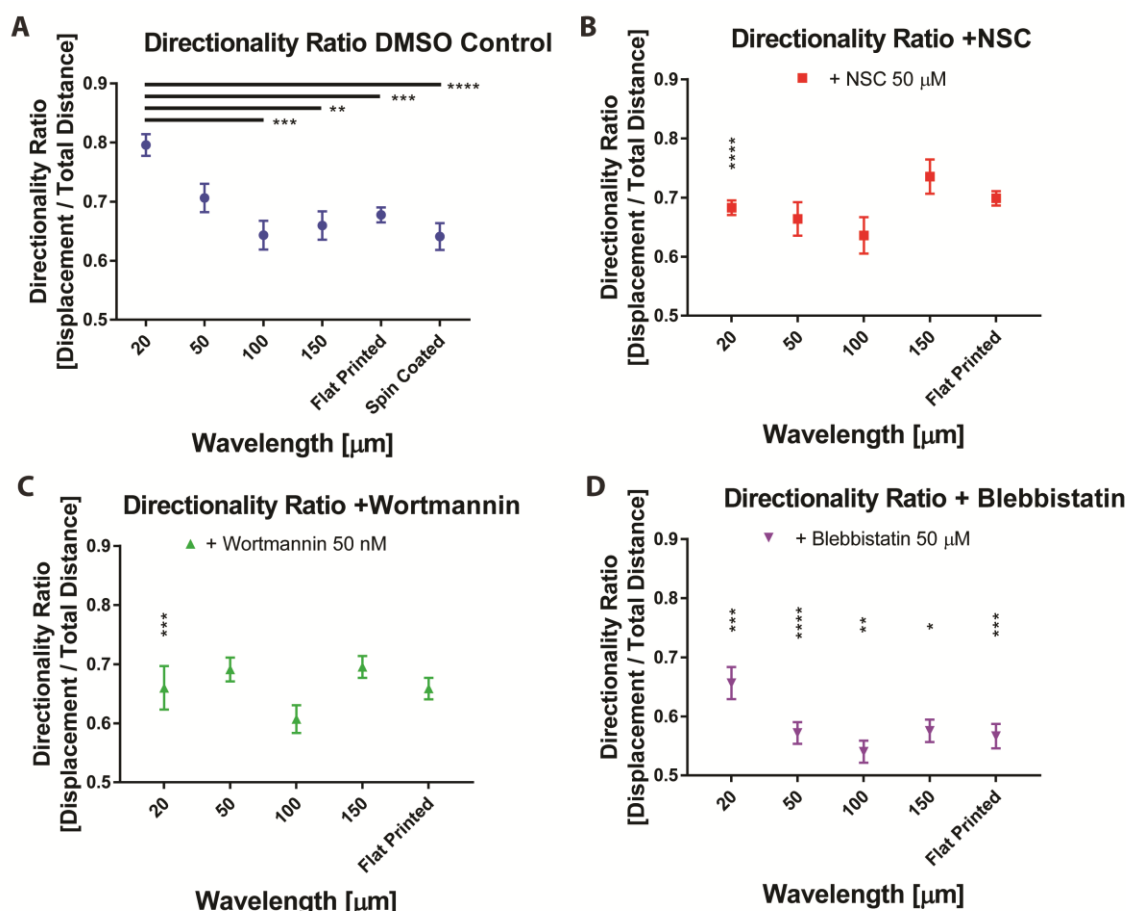 A
Directionality Ratio DMSO Control
Directionality Ratio
[Displacement / Total Distance]
0.9
0.8
0.7
0.6
0.5
****
***
**
***
20
50
100
150
Flat Printed
Spin Coated
Wavelength [μm]
B
Directionality Ratio +NSC
+ NSC 50 μM
Directionality Ratio
[Displacement / Total Distance]
0.9
0.8
0.7
0.6
0.5
****
20
50
100
150
Flat Printed
Wavelength [μm]
C
Directionality Ratio +Wortmannin
+ Wortmannin 50 nM
Directionality Ratio
[Displacement / Total Distance]
0.9
0.8
0.7
0.6
0.5
***
20
50
100
150
Flat Printed
Wavelength [μm]
D
Directionality Ratio + Blebbistatin
+ Blebbistatin 50 μM
Directionality Ratio
[Displacement / Total Distance]
0.9
0.8
0.7
0.6
0.5
***
****
**
*
***
20
50
100
150
Flat Printed
Wavelength [μm]